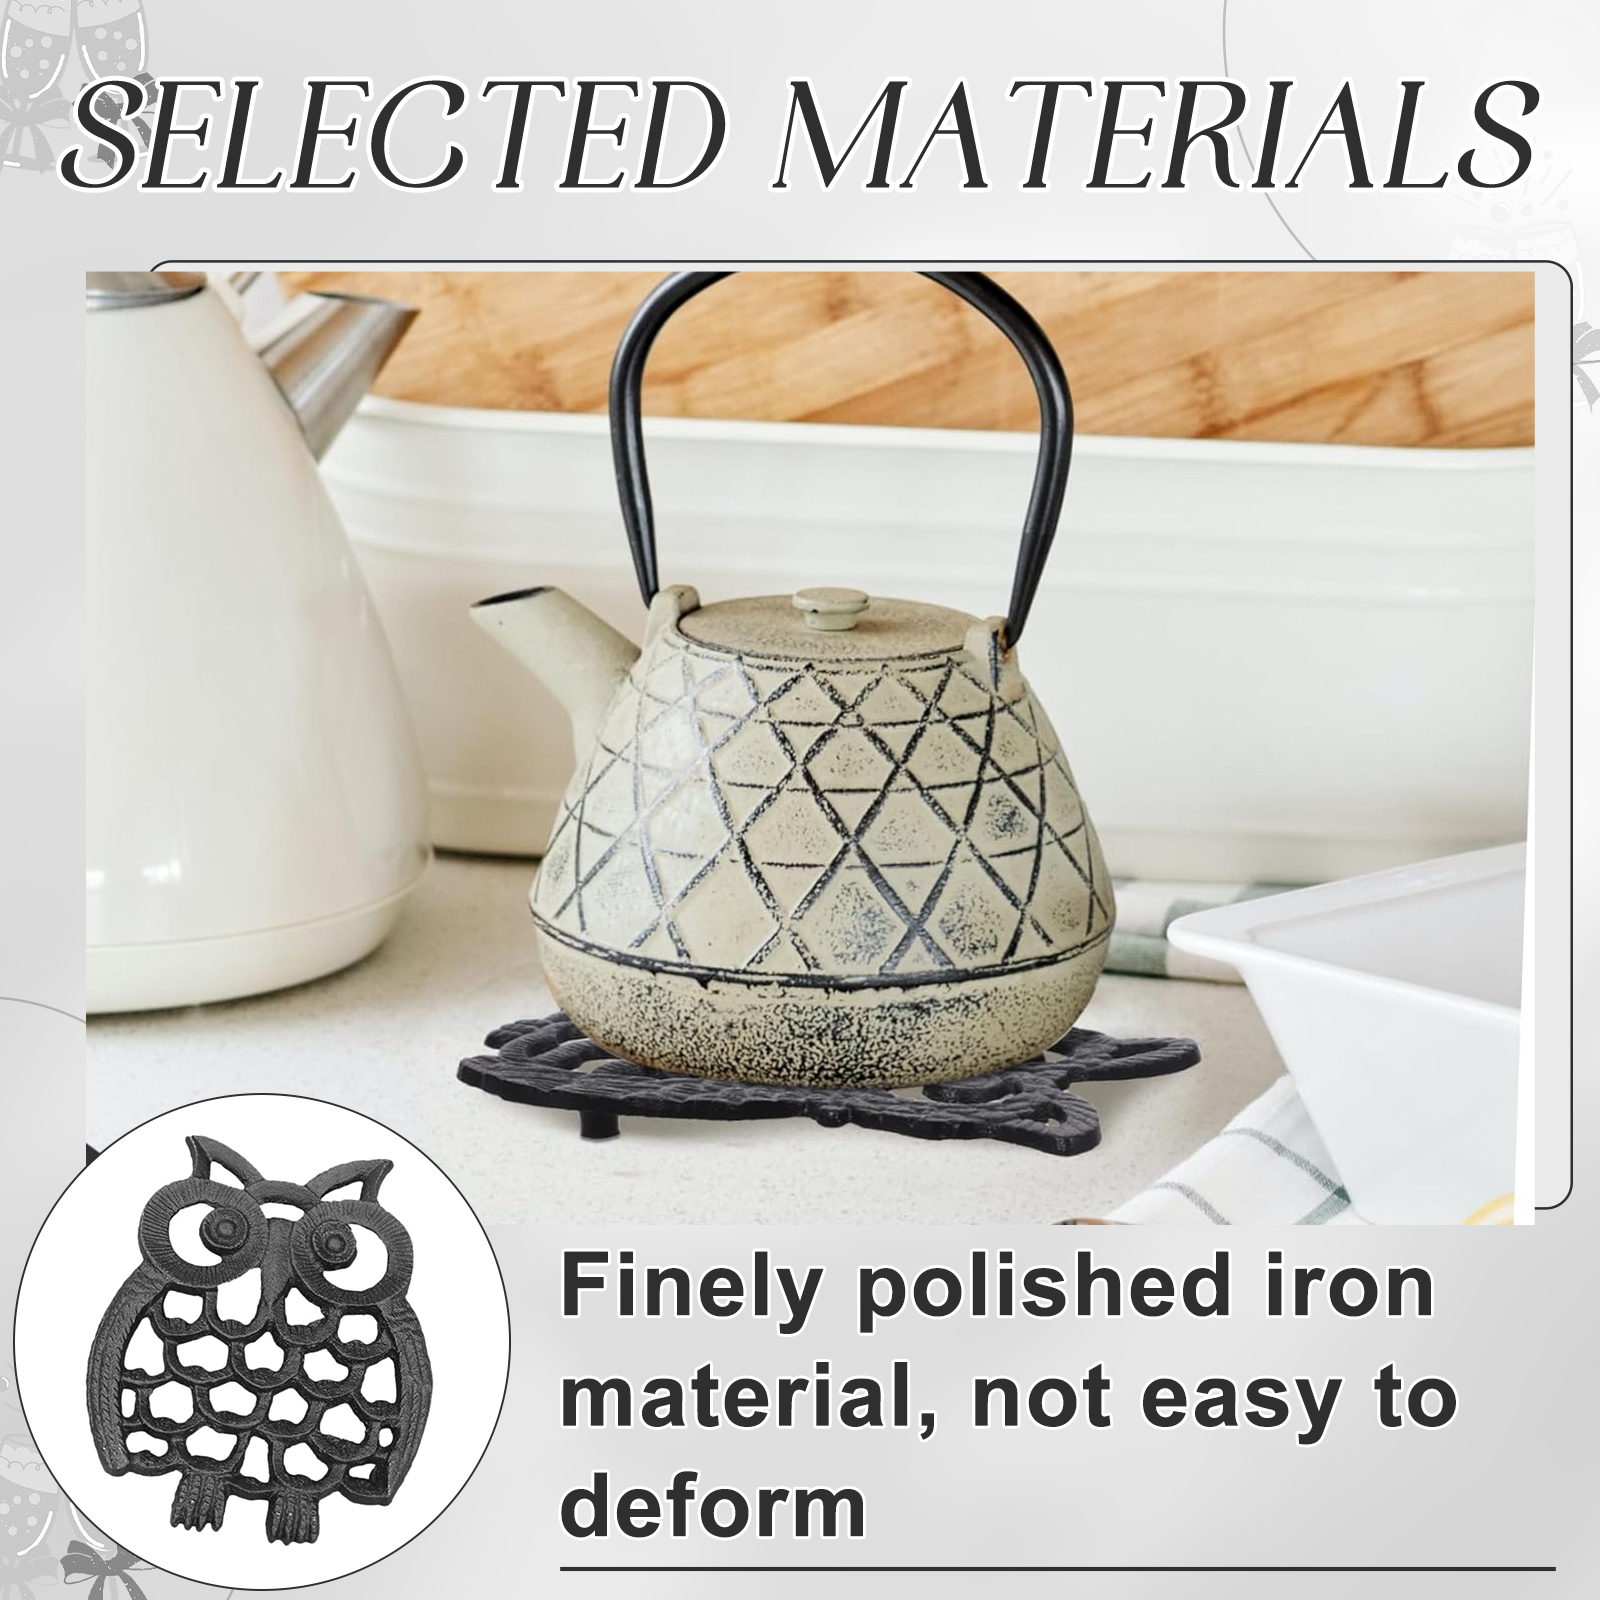 SELECTED MATERIALS
Finely polished iron
material, not easy to
deform